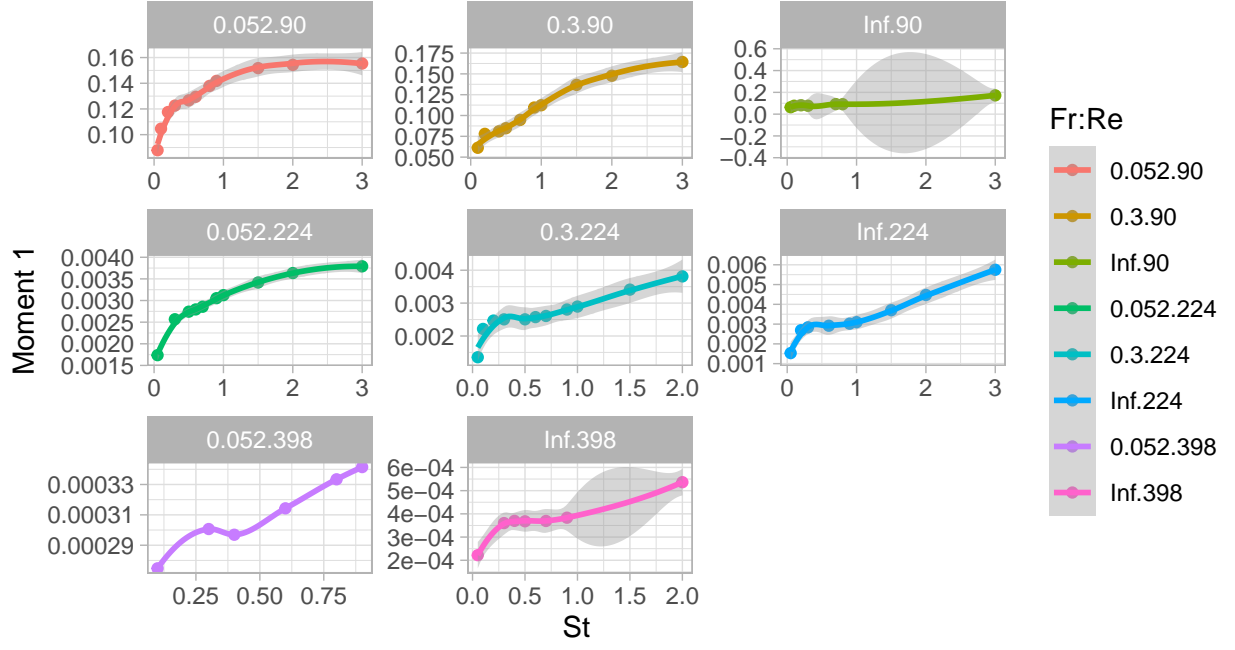 0.052.90
0.3.90
Inf.90
0.16
0.14
0.12
0.10
0.175
0.150
0.125
0.100
0.075
0.050
0.6
0.4
0.2
0.0
−0.2
−0.4
0 1 2 3
0 1 2 3
0 1 2 3
0.052.224
0.3.224
Inf.224
0.0040
0.0035
0.0030
0.0025
0.0020
0.0015
0.004
0.003
0.002
0.006
0.005
0.004
0.003
0.002
0.001
0 1 2 3
0.0 0.5 1.0 1.5 2.0
0 1 2 3
0.052.398
Inf.398
0.00033
0.00031
0.00029
6e−04
5e−04
4e−04
3e−04
2e−04
0.25 0.50 0.75
0.0 0.5 1.0 1.5 2.0
St
Moment 1
Fr:Re
0.052.90
0.3.90
Inf.90
0.052.224
0.3.224
Inf.224
0.052.398
Inf.398